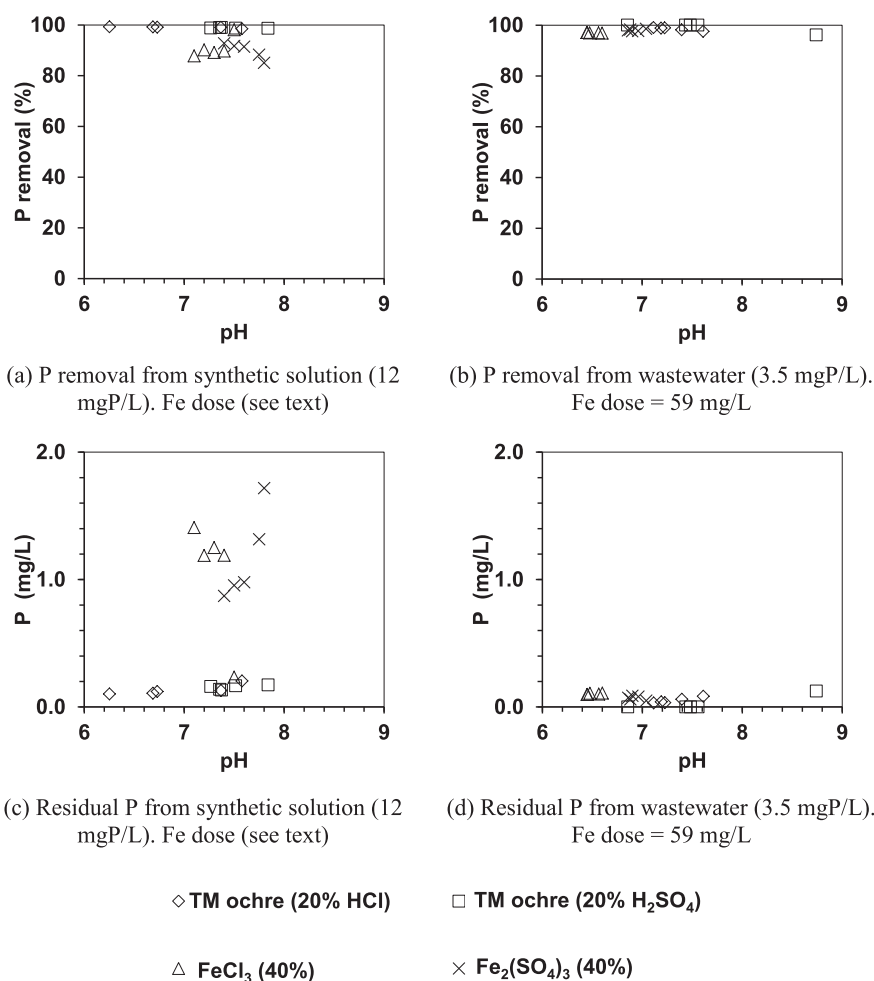 100
80
60
40
20
0
P removal (%)
6 7 8 9
pH
(a) P removal from synthetic solution (12
mgP/L). Fe dose (see text)
100
80
60
40
20
0
P removal (%)
6 7 8 9
pH
(b) P removal from wastewater (3.5 mgP/L).
Fe dose = 59 mg/L
2.0
1.0
0.0
P (mg/L)
6 7 8 9
pH
(c) Residual P from synthetic solution (12
mgP/L). Fe dose (see text)
2.0
1.0
0.0
P (mg/L)
6 7 8 9
pH
(d) Residual P from wastewater (3.5 mgP/L).
Fe dose = 59 mg/L
TM ochre (20% HCl)
TM ochre (20% H₂SO₄)
FeCl₃ (40%)
Fe₂(SO₄)₃ (40%)